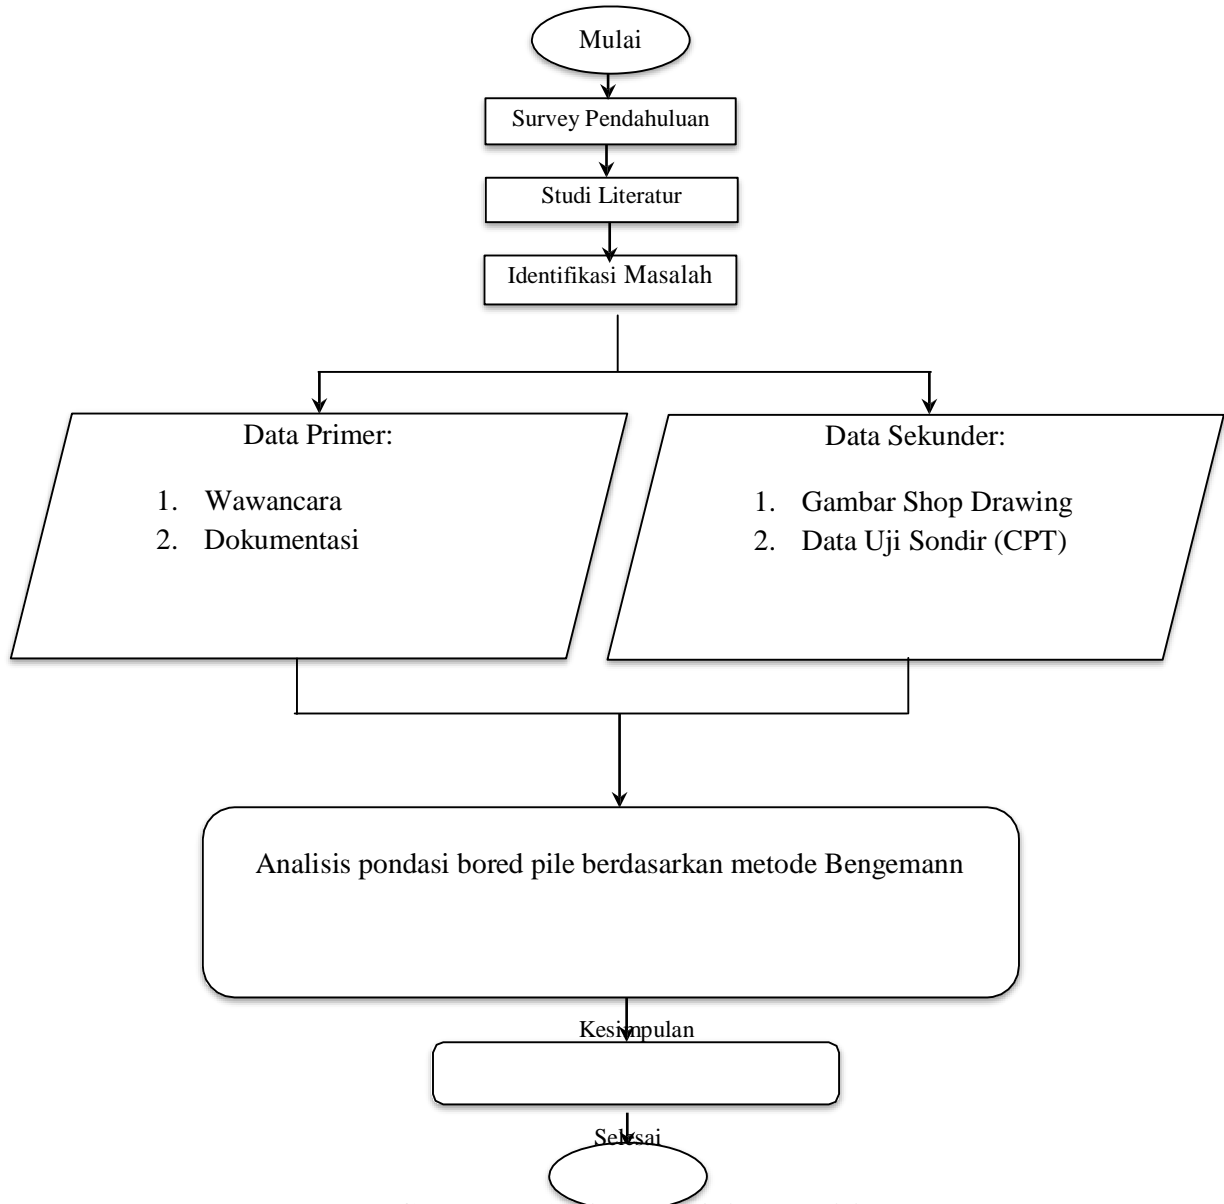 Mulai
Survey Pendahuluan
Studi Literatur
Identifikasi Masalah
Data Primer:
1. Wawancara
2. Dokumentasi
Data Sekunder:
1. Gambar Shop Drawing
2. Data Uji Sondir (CPT)
Analisis pondasi bored pile berdasarkan metode Bengemann
Kesimpulan
Selesai